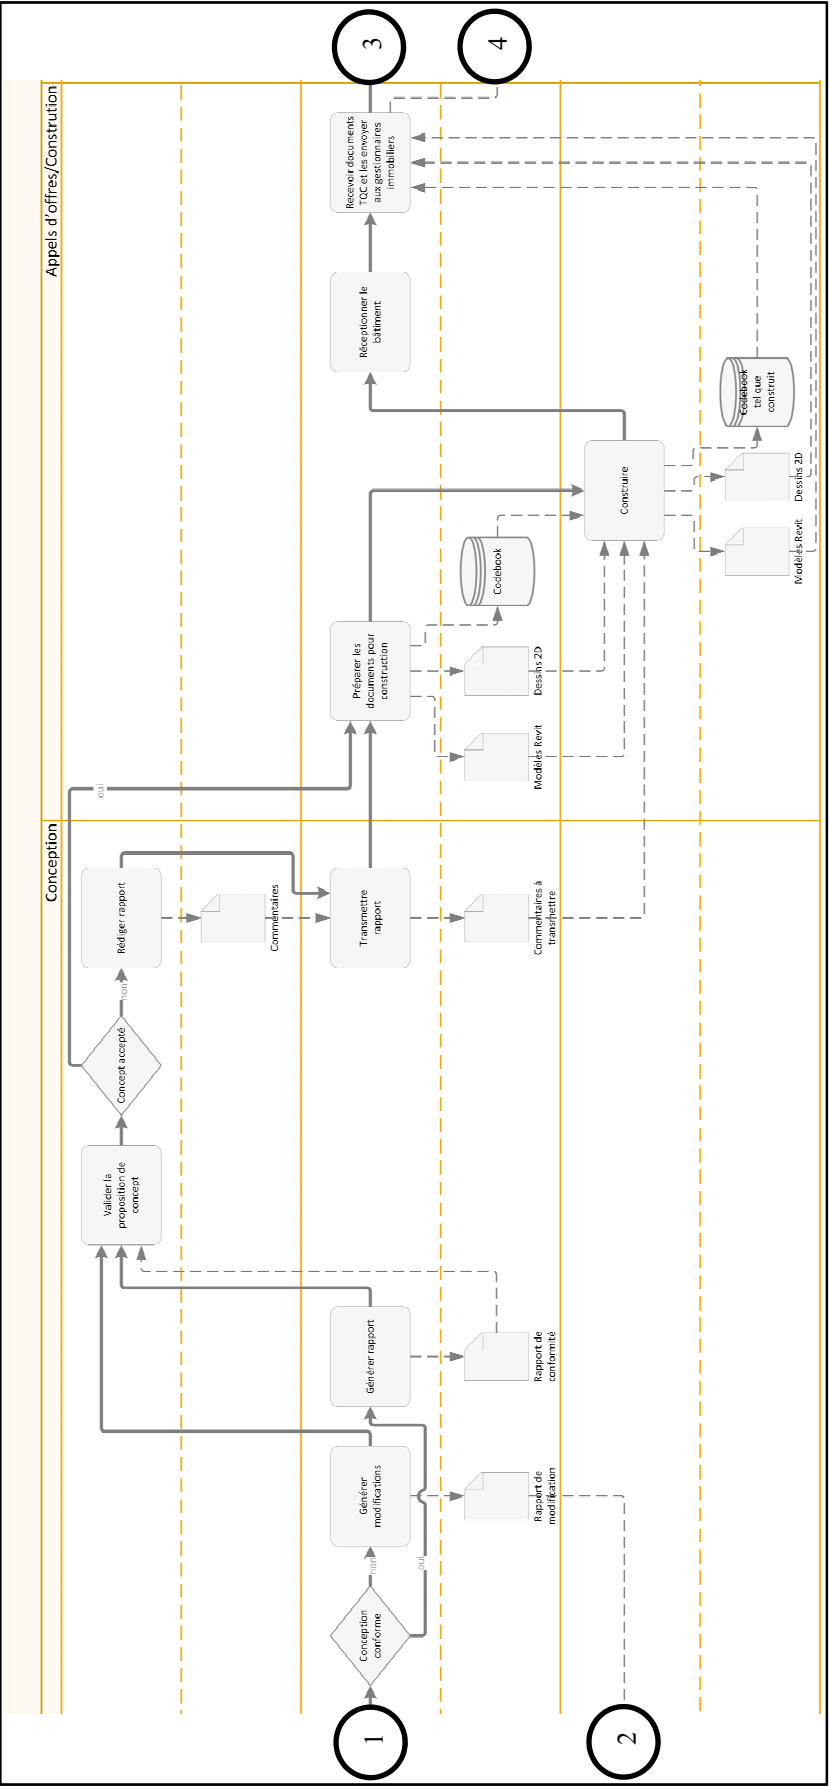 Conception
Appels d'offres/Constrution
1
2
Conception
conforme
non
oui
Générer
modifications
Rapport de
modification
Générer rapport
Rapport de
conformité
Valider la
proposition de
concept
Concept accepté
non
oui
Rédiger rapport
Commentaires
Transmettre
rapport
Commentaires à
transmettre
Préparer les
documents pour
construction
Modèles Revit
Dessins 2D
Codebook
Construire
Modèles Revit
Dessins 2D
Codebook
tel que
construit
Réceptionner le
bâtiment
Recevoir documents
TQC et les envoyer
aux gestionnaires
immobiliers
3
4